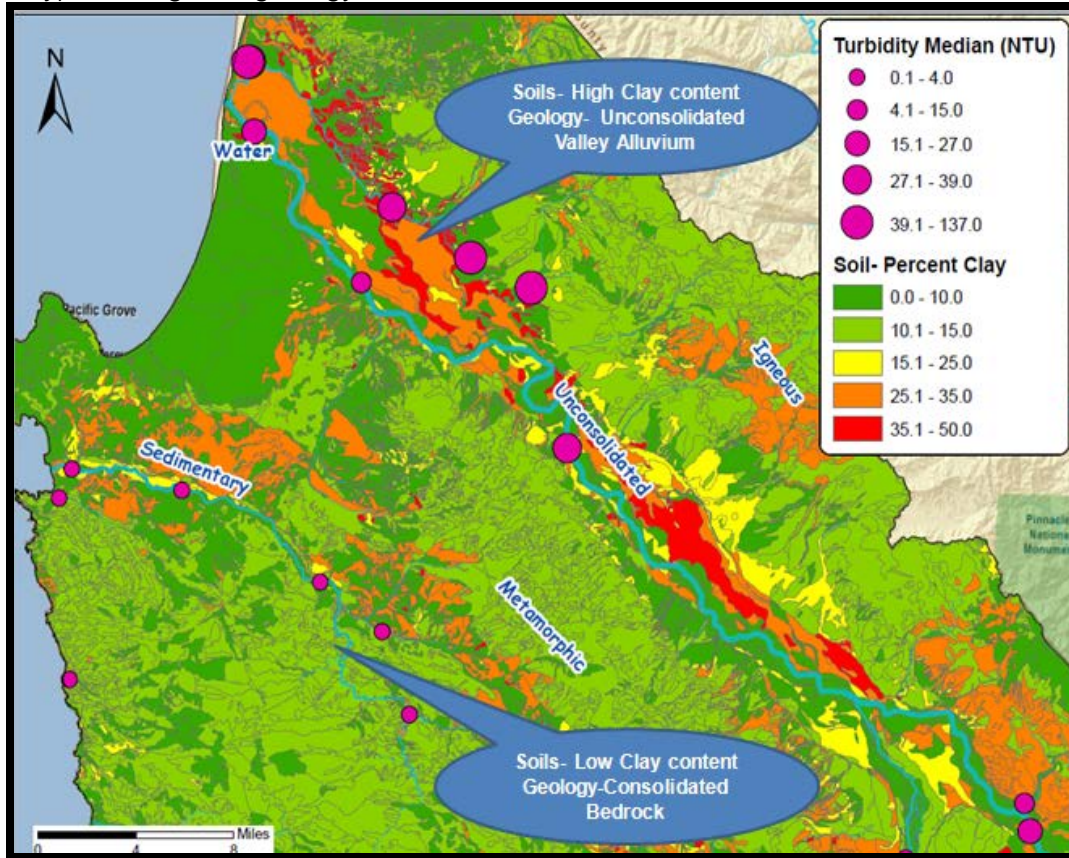 N
Turbidity Median (NTU)
0.1 - 4.0
4.1 - 15.0
15.1 - 27.0
27.1 - 39.0
39.1 - 137.0
Soil- Percent Clay
0.0 - 10.0
10.1 - 15.0
15.1 - 25.0
25.1 - 35.0
35.1 - 50.0
Soils- High Clay content
Geology- Unconsolidated
Valley Alluvium
Water
Pacific Grove
Igneous
Unconsolidated
Sedimentary
Metamorphic
Pinnacle
Nationa
Monume
Soils- Low Clay content
Geology-Consolidated
Bedrock
Miles
0 4 8